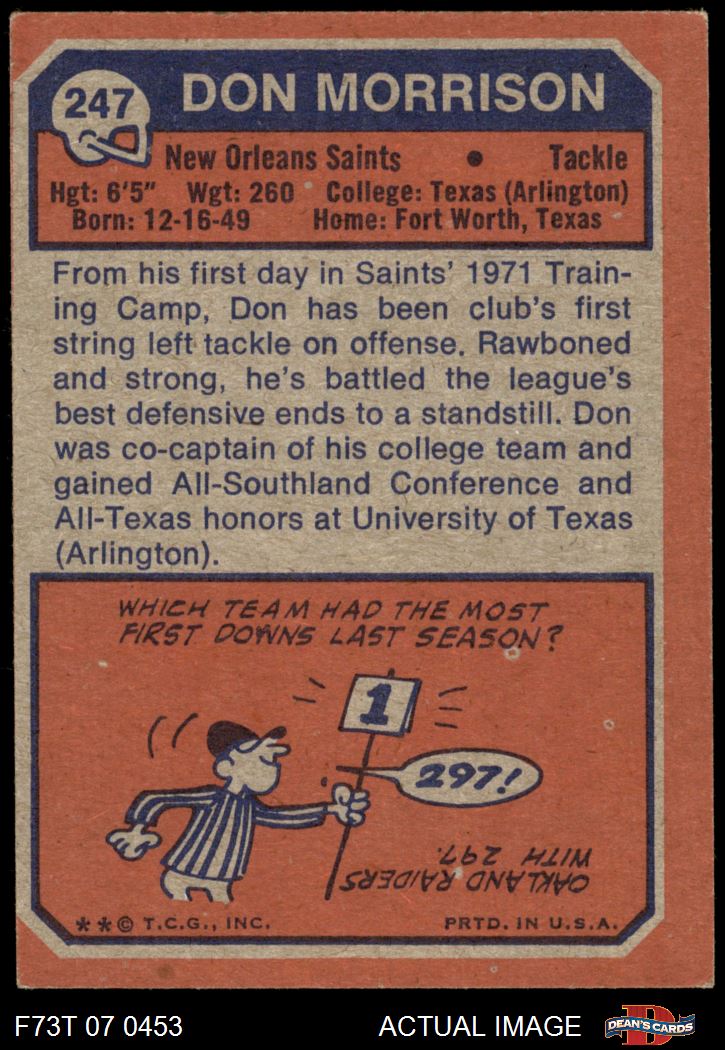 247
DON MORRISON
New Orleans Saints • Tackle
Hgt: 6'5" Wgt: 260 College: Texas (Arlington)
Born: 12-16-49 Home: Fort Worth, Texas
From his first day in Saints' 1971 Train-
ing Camp, Don has been club's first
string left tackle on offense. Rawboned
and strong, he's battled the league's
best defensive ends to a standstill. Don
was co-captain of his college team and
gained All-Southland Conference and
All-Texas honors at University of Texas
(Arlington).
WHICH TEAM HAD THE MOST
FIRST DOWNS LAST SEASON?
1
297!
OAKLAND RAIDERS
WITH 297.
**© T.C.G., INC. PRTD. IN U.S.A.
F73T 07 0453 ACTUAL IMAGE
D
DEAN'S CARDS